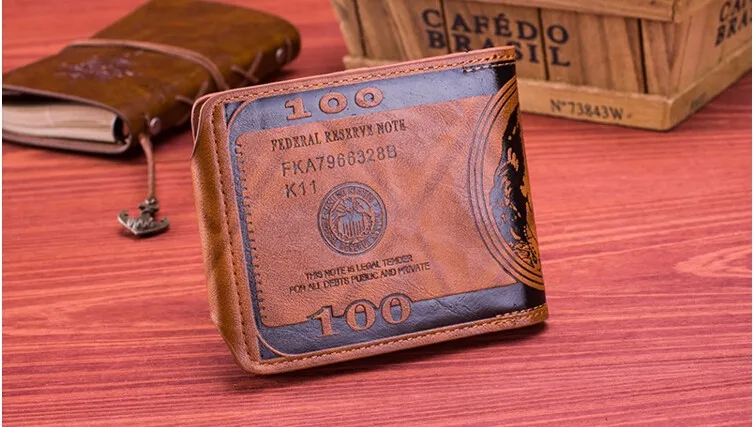 CAFÉDO
BRASIL
BRASIL
N°73843W
100
FEDERAL RESERVE NOTE
FKA7966328B
K11
THIS NOTE IS LEGAL TENDER
FOR ALL DEBTS PUBLIC AND PRIVATE
100